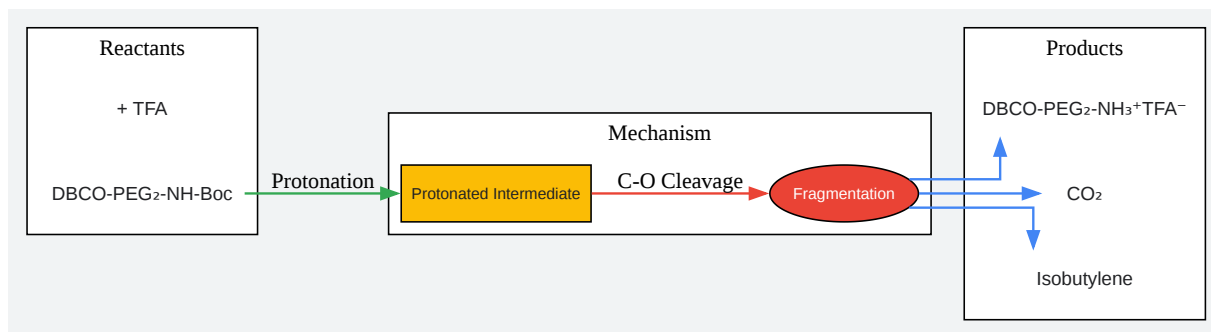 Reactants
+ TFA
DBCO-PEG₂-NH-Boc
Protonation
Mechanism
Protonated Intermediate
C-O Cleavage
Fragmentation
Products
DBCO-PEG₂-NH₃⁺TFA⁻
CO₂
Isobutylene